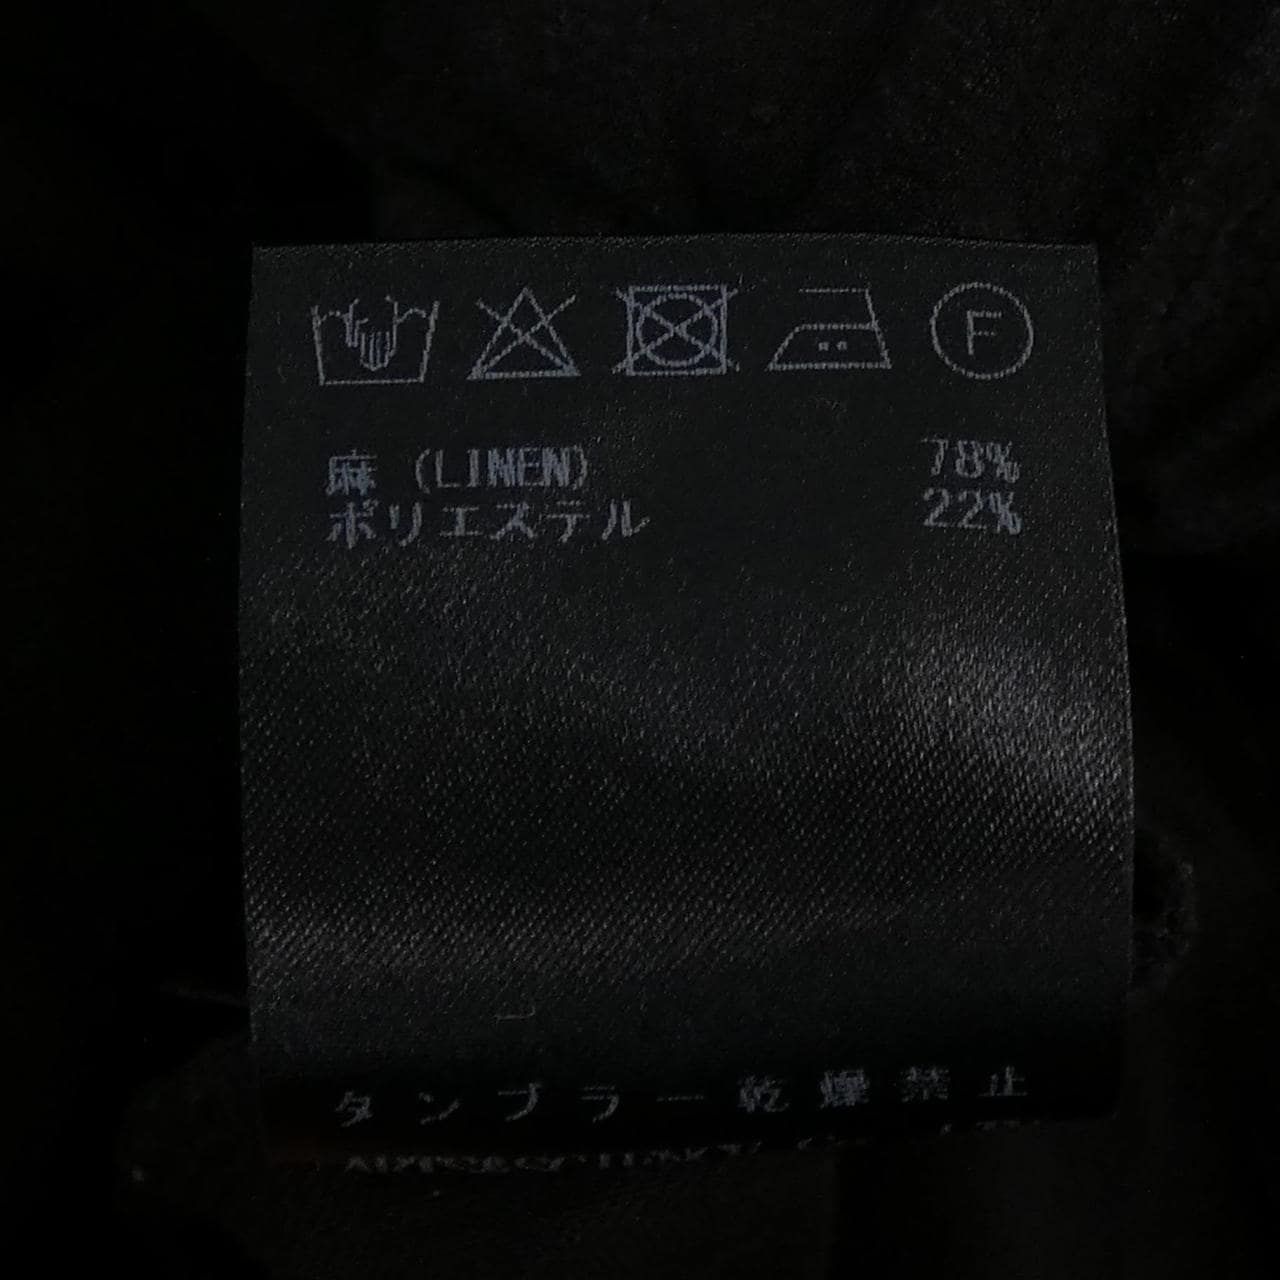 F
麻 (LINEN) 78%
ポリエステル 22%
タンブラー乾燥禁止